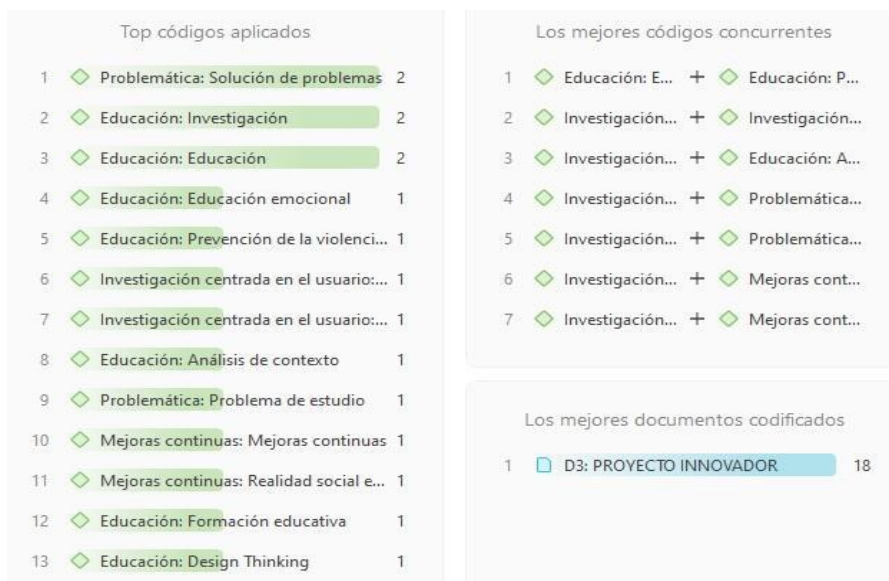 Top códigos aplicados
1 Problemática: Solución de problemas 2
2 Educación: Investigación 2
3 Educación: Educación 2
4 Educación: Educación emocional 1
5 Educación: Prevención de la violenci... 1
6 Investigación centrada en el usuario:... 1
7 Investigación centrada en el usuario:... 1
8 Educación: Análisis de contexto 1
9 Problemática: Problema de estudio 1
10 Mejoras continuas: Mejoras continuas 1
11 Mejoras continuas: Realidad social e... 1
12 Educación: Formación educativa 1
13 Educación: Design Thinking 1
Los mejores códigos concurrentes
1 Educación: E... + Educación: P...
2 Investigación... + Investigación...
3 Investigación... + Educación: A...
4 Investigación... + Problemática...
5 Investigación... + Problemática...
6 Investigación... + Mejoras cont...
7 Investigación... + Mejoras cont...
Los mejores documentos codificados
1 D3: PROYECTO INNOVADOR 18